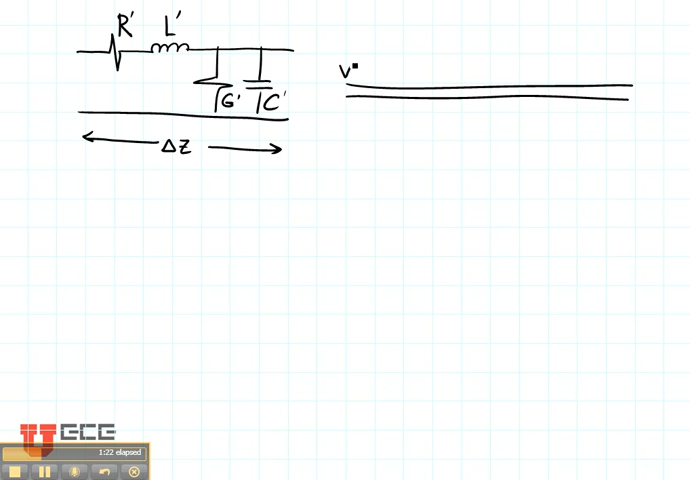 R' L'
G' C'
V
ΔZ
U ECE
1:22 elapsed